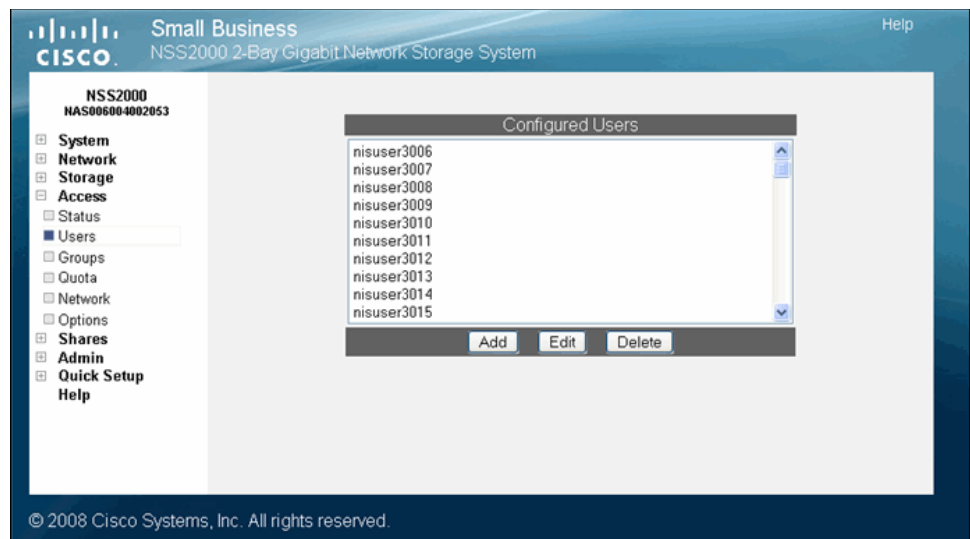 Small Business
Help
CISCO.
NSS2000 2-Bay Gigabit Network Storage System
NSS2000
NAS006004002053
System
Network
Storage
Access
Status
Users
Groups
Quota
Network
Options
Shares
Admin
Quick Setup
Help
Configured Users
nisuser3006
nisuser3007
nisuser3008
nisuser3009
nisuser3010
nisuser3011
nisuser3012
nisuser3013
nisuser3014
nisuser3015
Add Edit Delete
© 2008 Cisco Systems, Inc. All rights reserved.